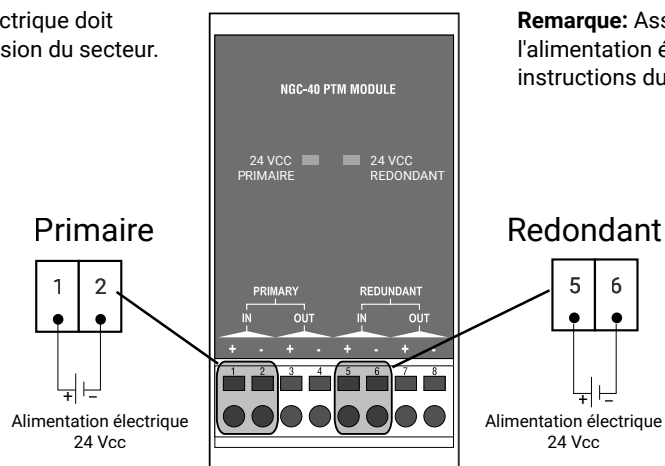 ctrique doit
sion du secteur.
Remarque: Ass
l'alimentation é
instructions du
NGC-40 PTM MODULE
24 VCC
PRIMAIRE
24 VCC
REDONDANT
Primaire
1 2
Alimentation électrique
24 Vcc
PRIMARY REDUNDANT
IN OUT IN OUT
+ - + - + - + -
1 2 3 4 5 6 7 8
Redondant
5 6
+ –
+ –
Alimentation électrique
24 Vcc